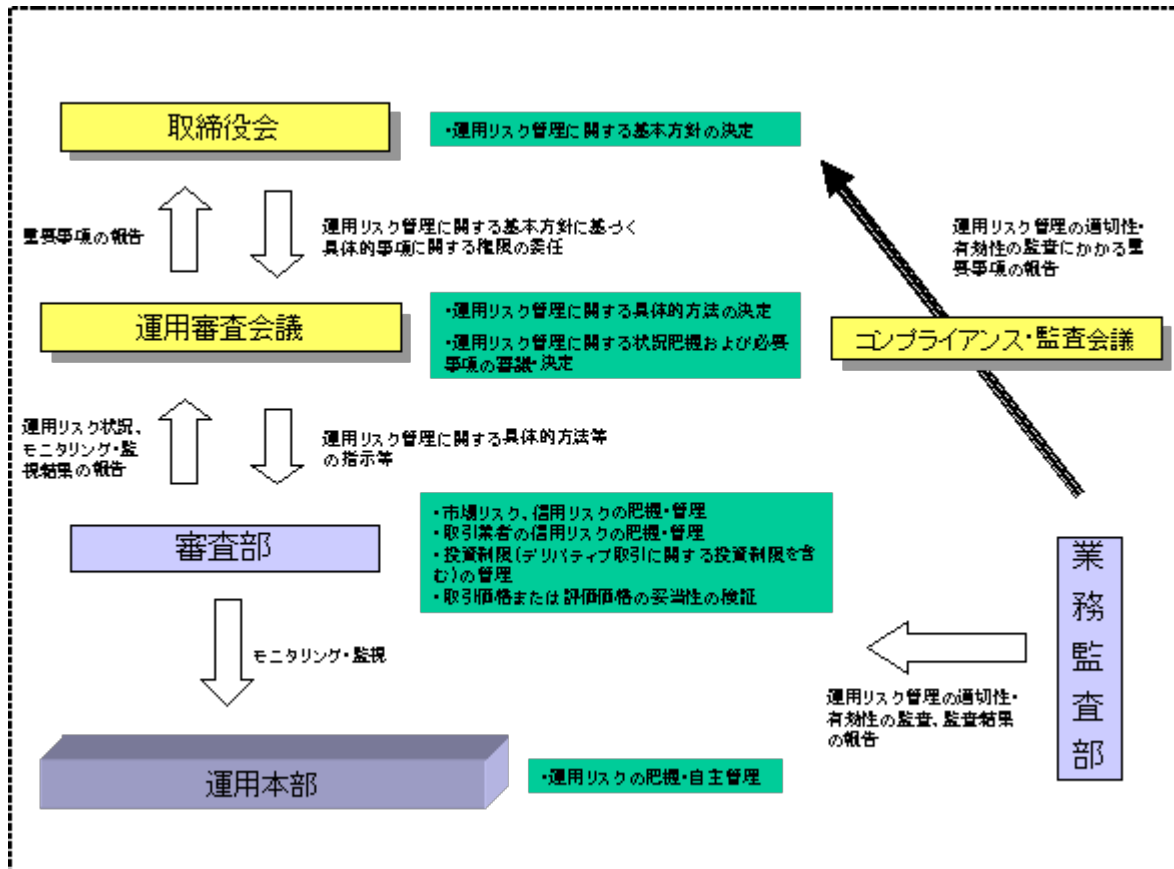 取締役会
・運用リスク管理に関する基本方針の決定
重要事項の報告
運用リスク管理に関する基本方針に基づく
具体的事項に関する権限の委任
運用リスク管理の適切性・
有効性の監査にかかる重
要事項の報告
運用審査会議
・運用リスク管理に関する具体的方法の決定
・運用リスク管理に関する状況把握および必要
事項の審議・決定
コンプライアンス・監査会議
運用リスク状況、
モニタリング・監
視結果の報告
運用リスク管理に関する具体的方法等
の指示等
審査部
・市場リスク、信用リスクの把握・管理
・取引業者の信用リスクの把握・管理
・投資制限(デリバティブ取引に関する投資制限を含
む)の管理
・取引価格または評価価格の妥当性の検証
業務監査部
モニタリング・監視
運用リスク管理の適切性・
有効性の監査、監査結果
の報告
運用本部
・運用リスクの把握・自主管理